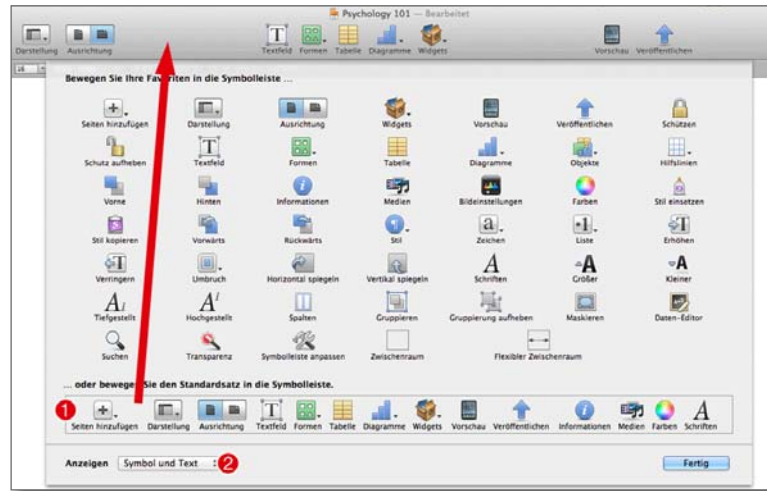 Psychology 101 — Bearbeitet
Darstellung Ausrichtung Textfeld Formen Tabelle Diagramme Widgets Vorschau Veröffentlichen
Bewegen Sie Ihre Favoriten in die Symbolleiste ...
Seiten hinzufügen Darstellung Ausrichtung Widgets Vorschau Veröffentlichen Schützen
Schutz aufheben Textfeld Formen Tabelle Diagramme Objekte Hilfslinien
Vorne Hinten Informationen Medien Bildeinstellungen Farben Stil einsetzen
Stil kopieren Vorwärts Rückwärts Stil Zeichen Liste Erhöhen
Verringern Umbruch Horizontal spiegeln Vertikal spiegeln Schriften Größer Kleiner
Tiefgestellt Hochgestellt Spalten Gruppieren Gruppierung aufheben Maskieren Daten-Editor
Suchen Transparenz Symbolleiste anpassen Zwischenraum Flexibler Zwischenraum
... oder bewegen Sie den Standardsatz in die Symbolleiste.
1
Seiten hinzufügen Darstellung Ausrichtung Textfeld Formen Tabelle Diagramme Widgets Vorschau Veröffentlichen Informationen Medien Farben Schriften
Anzeigen Symbol und Text 2 Fertig